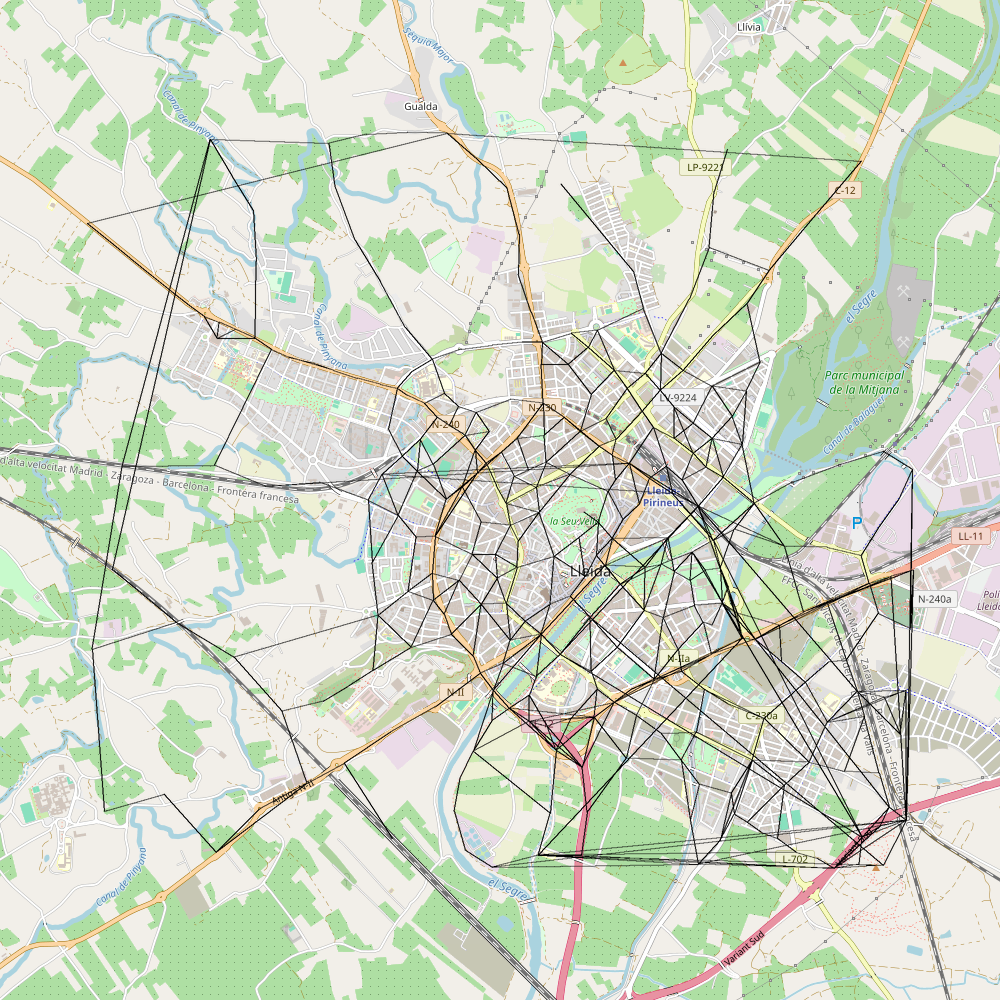 Llívia
Sèquia Major
Gualda
Canal de Pinyana
LP-9221
C-12
el Segre
Canal de Pinyana
Parc municipal
de la Mitjana
LV-9224
N-230
N-240
Canal de Balaguer
d'alta velocitat Madrid - Zaragoza - Barcelona - Frontera francesa
Lleida-
Pirineus
la Seu Vella
P
LL-11
Lleida
el Segre
N-240a
N-IIa
N-II
C-230a
Antiga N-II
L-702
Canal de Pinyana
el Segre
Variant Sud